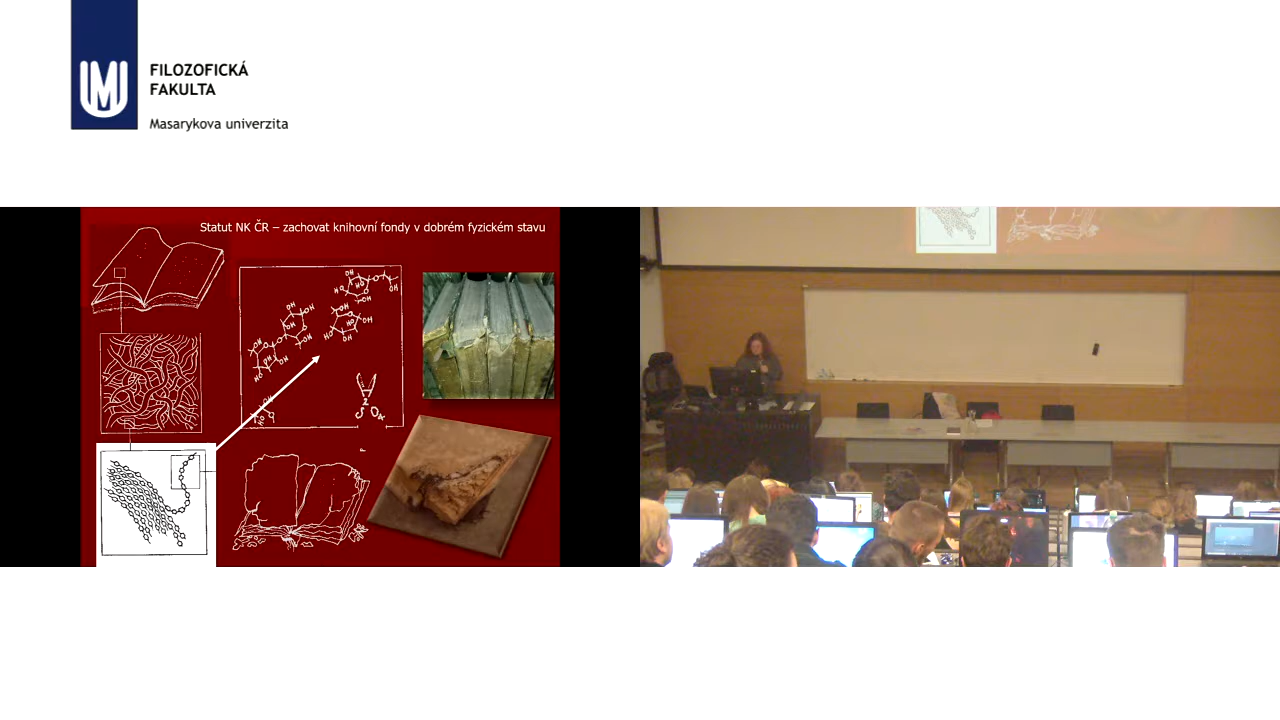 FILOZOFICKÁ
FAKULTA
Masarykova univerzita
Statut NK ČR – zachovat knihovní fondy v dobrém fyzickém stavu